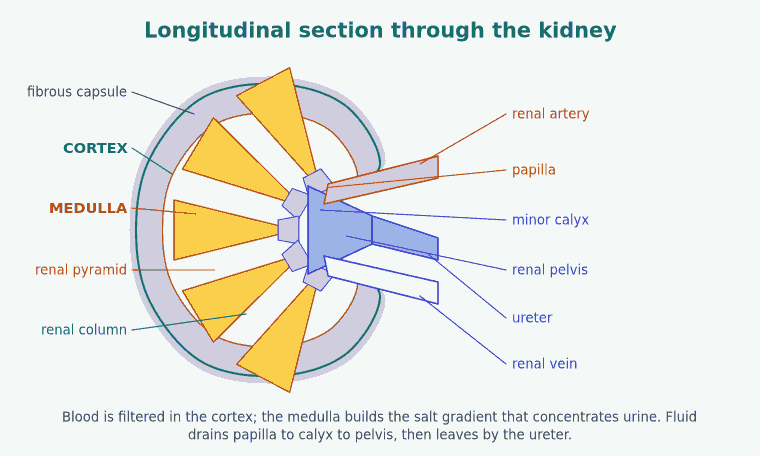 Longitudinal section through the kidney
fibrous capsule
CORTEX
MEDULLA
renal pyramid
renal column
renal artery
papilla
minor calyx
renal pelvis
ureter
renal vein
Blood is filtered in the cortex; the medulla builds the salt gradient that concentrates urine. Fluid
drains papilla to calyx to pelvis, then leaves by the ureter.